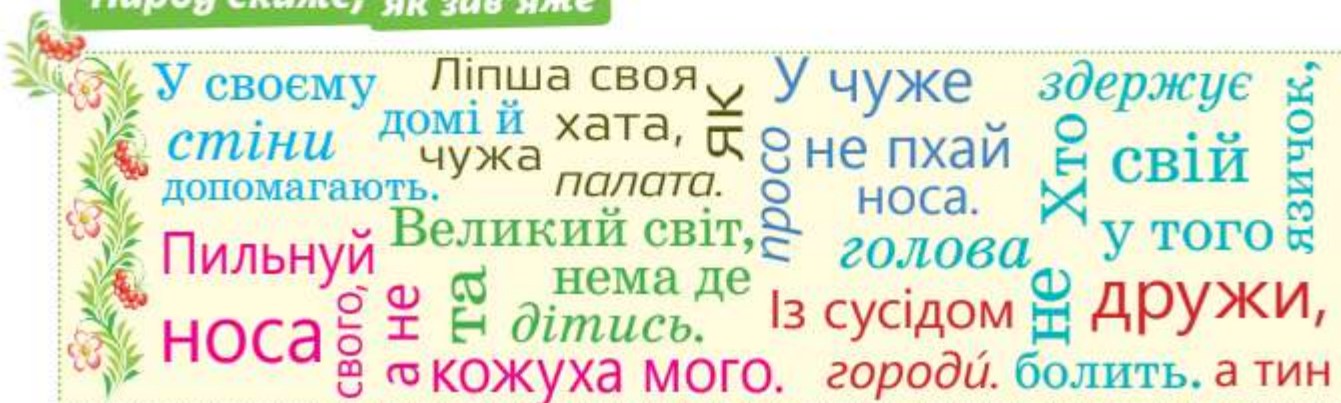 Народ скаже, як зав'яже
У своєму
домі й
стіни
допомагають.
Ліпша своя
хата, як
чужа
палата.
У чуже
просо
не пхай
носа.
Хто
здержує
свій
язичок,
у того
голова
не
болить.
Пильнуй
носа
свого,
а не
кожуха мого.
Великий світ,
та
нема де
дітись.
Із сусідом
дружи,
а тин
городи́.